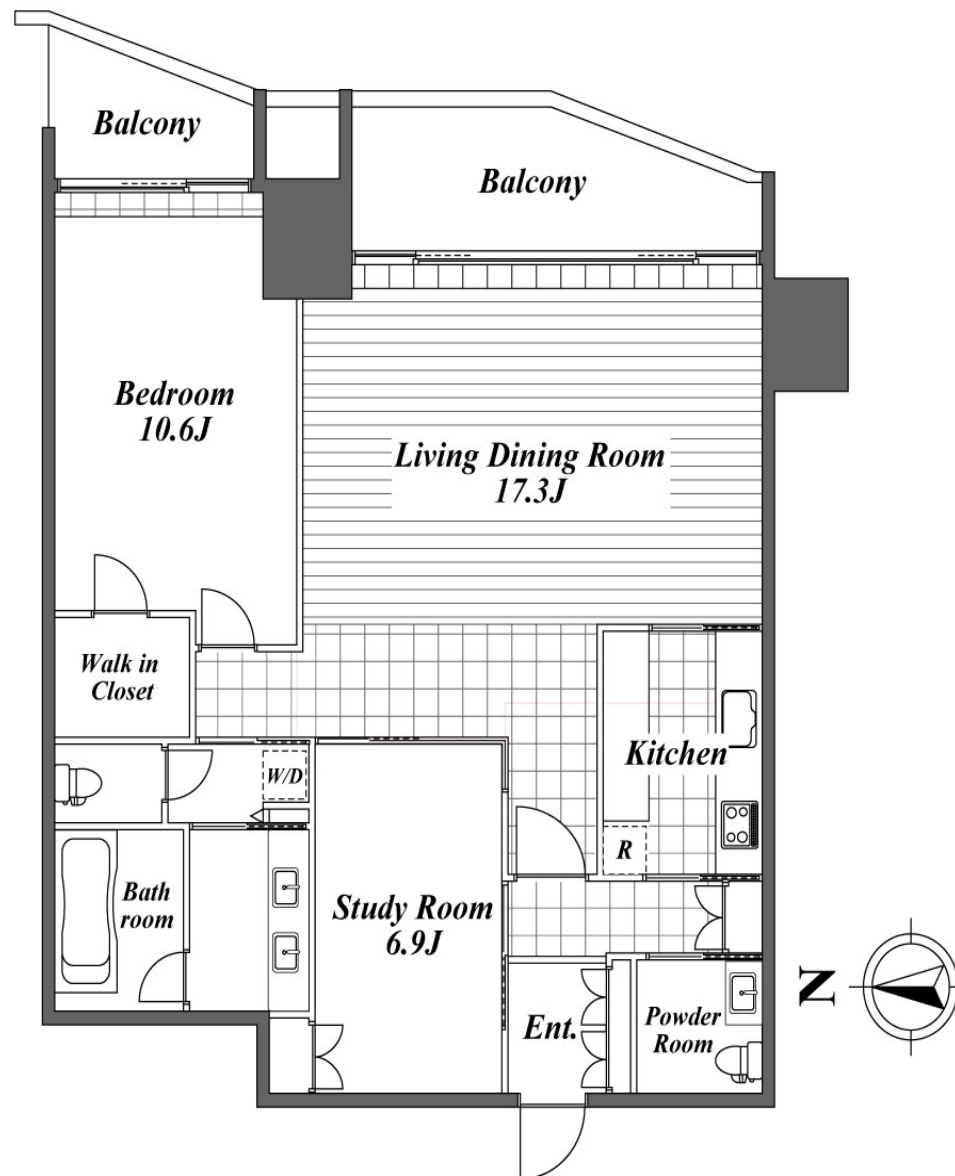 Balcony
Balcony
Bedroom
10.6J
Living Dining Room
17.3J
Walk in
Closet
Kitchen
W/D
R
Bath
room
Study Room
6.9J
N
Ent.
Powder
Room